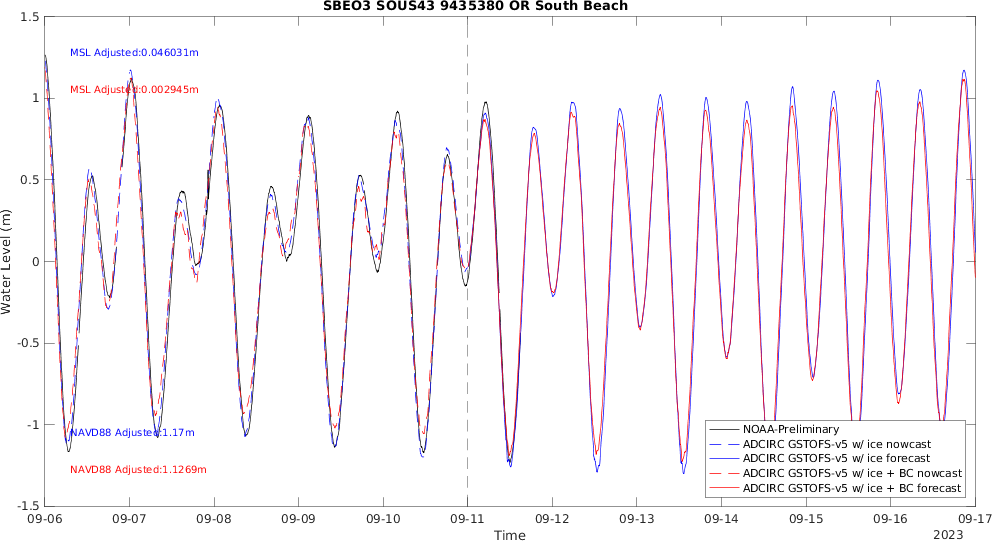 SBEO3 SOUS43 9435380 OR South Beach
1.5
MSL Adjusted:0.046031m
MSL Adjusted:0.002945m
1
0.5
0
-0.5
-1
-1.5
Water Level (m)
NAVD88 Adjusted:1.17m
NAVD88 Adjusted:1.1269m
NOAA-Preliminary
ADCIRC GSTOFS-v5 w/ ice nowcast
ADCIRC GSTOFS-v5 w/ ice forecast
ADCIRC GSTOFS-v5 w/ ice + BC nowcast
ADCIRC GSTOFS-v5 w/ ice + BC forecast
09-06 09-07 09-08 09-09 09-10 09-11 09-12 09-13 09-14 09-15 09-16 09-17
Time
2023